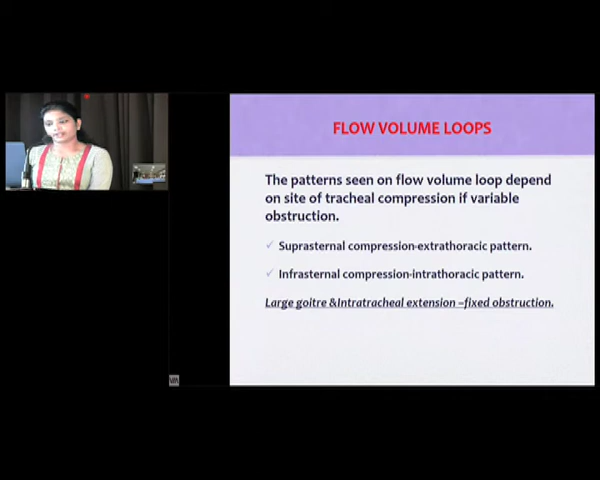 FLOW VOLUME LOOPS
The patterns seen on flow volume loop depend
on site of tracheal compression if variable
obstruction.
✓ Suprasternal compression-extrathoracic pattern.
✓ Infrasternal compression-intrathoracic pattern.
Large goitre &Intratracheal extension –fixed obstruction.